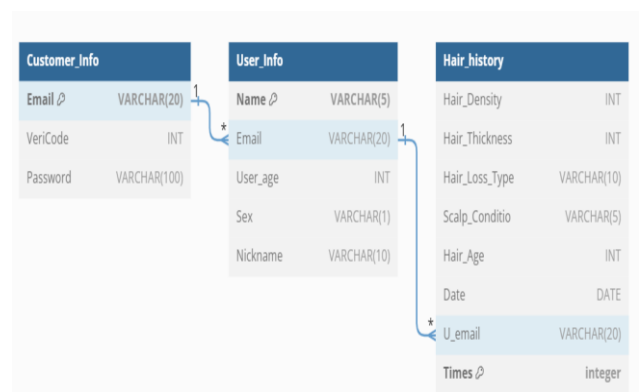 Customer_Info
Email VARCHAR(20)
VeriCode INT
Password VARCHAR(100)
1
*
User_Info
Name VARCHAR(5)
Email VARCHAR(20)
User_age INT
Sex VARCHAR(1)
Nickname VARCHAR(10)
1
*
Hair_history
Hair_Density INT
Hair_Thickness INT
Hair_Loss_Type VARCHAR(10)
Scalp_Conditio VARCHAR(5)
Hair_Age INT
Date DATE
U_email VARCHAR(20)
Times integer